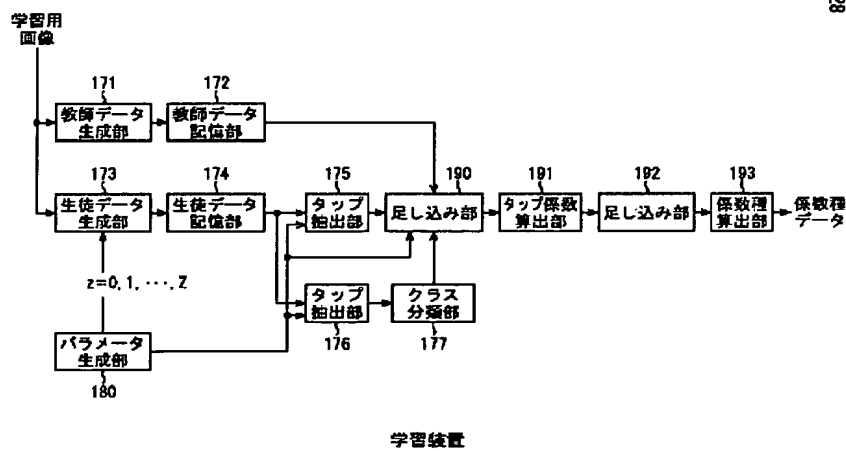 28
学習用
画像
171
教師データ
生成部
172
教師データ
記憶部
173
生徒データ
生成部
174
生徒データ
記憶部
175
タップ
抽出部
190
足し込み部
191
タップ係数
算出部
192
足し込み部
193
係数種
算出部
係数種
データ
z=0, 1, ･･･, Z
タップ
抽出部
176
クラス
分類部
177
パラメータ
生成部
180
学習装置